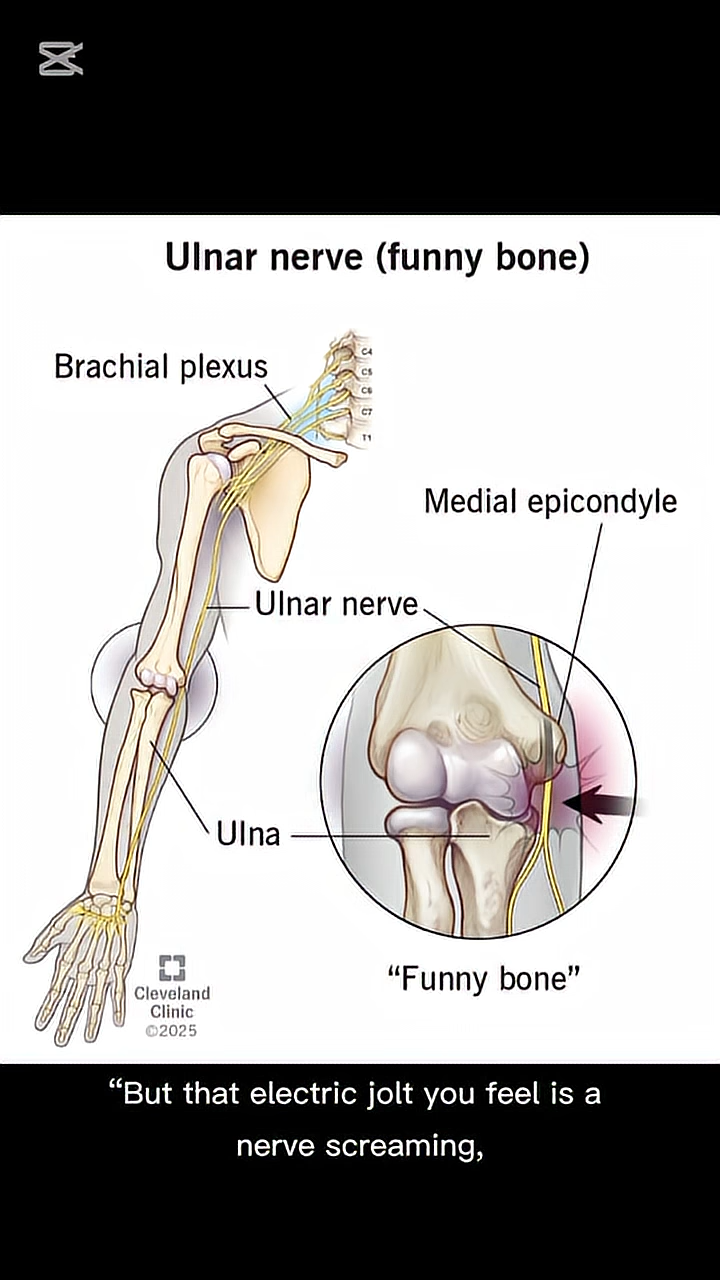 Ulnar nerve (funny bone)
Brachial plexus
C4
C5
C6
C7
T1
Medial epicondyle
Ulnar nerve
Ulna
"Funny bone"
Cleveland
Clinic
©2025
“But that electric jolt you feel is a
nerve screaming,